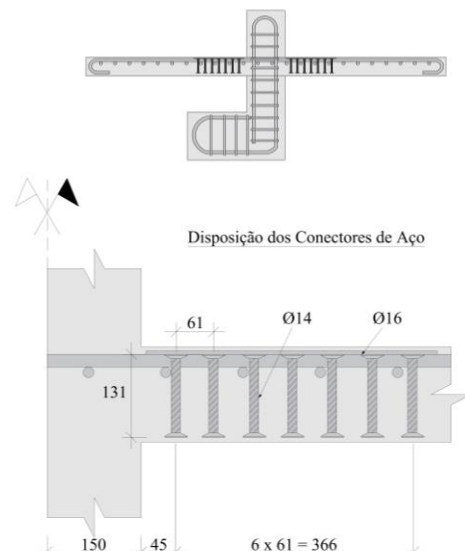 Disposição dos Conectores de Aço
61
Ø14
Ø16
131
150
45
6 x 61 = 366